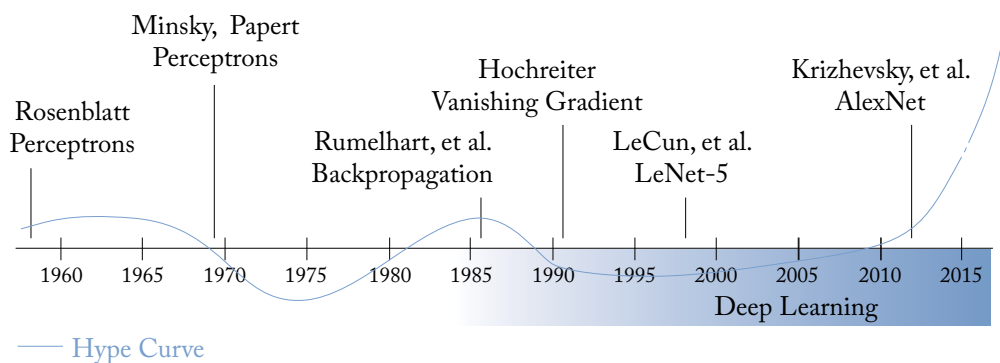 Minsky, Papert
Perceptrons
Hochreiter
Vanishing Gradient
Krizhevsky, et al.
AlexNet
Rosenblatt
Perceptrons
Rumelhart, et al.
Backpropagation
LeCun, et al.
LeNet-5
1960 1965 1970 1975 1980 1985 1990 1995 2000 2005 2010 2015
Deep Learning
Hype Curve